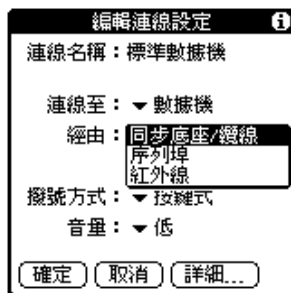 編輯連線設定
連線名稱：標準數據機
連線至：數據機
經由：同步底座/纜線
序列埠
紅外線
撥號方式：按鍵式
音量：低
確定 取消 詳細...